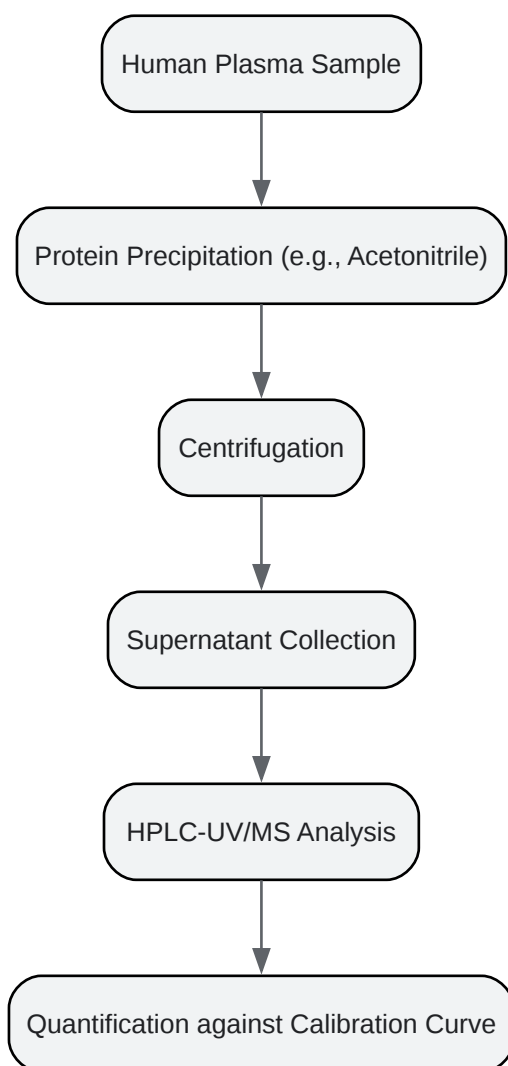 Human Plasma Sample
Protein Precipitation (e.g., Acetonitrile)
Centrifugation
Supernatant Collection
HPLC-UV/MS Analysis
Quantification against Calibration Curve